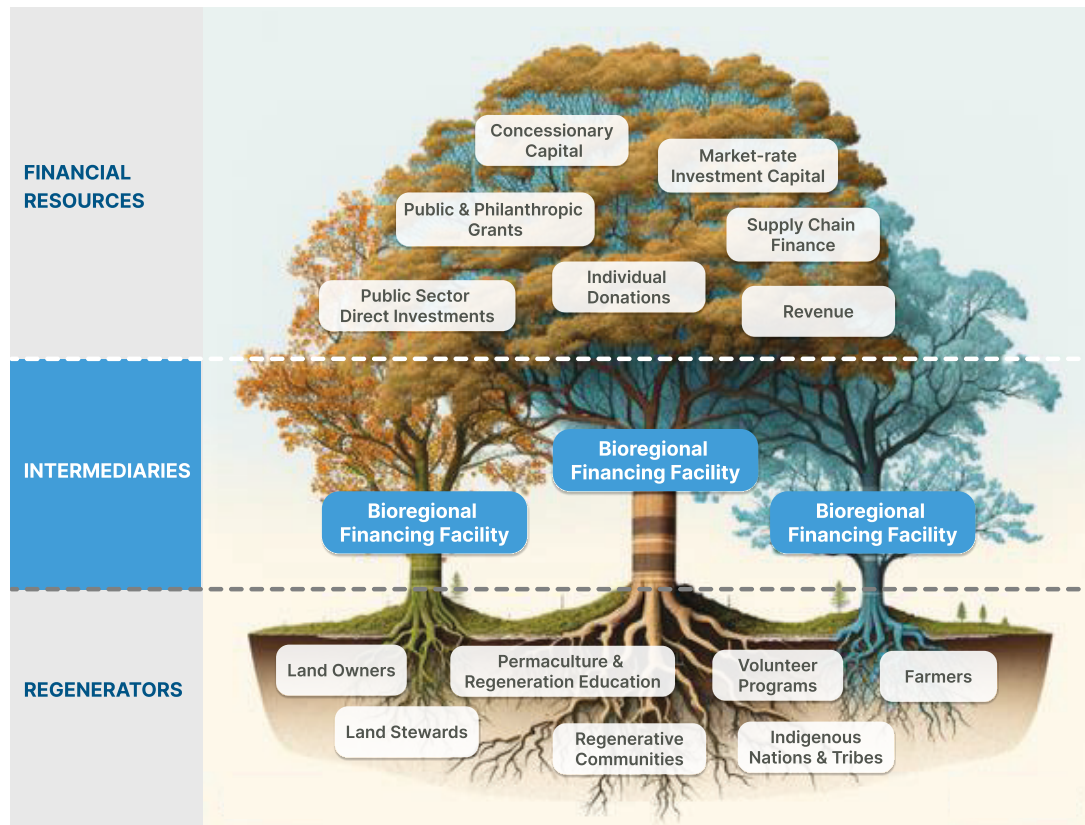 FINANCIAL
RESOURCES
Concessionary
Capital
Market-rate
Investment Capital
Public & Philanthropic
Grants
Supply Chain
Finance
Individual
Donations
Public Sector
Direct Investments
Revenue
INTERMEDIARIES
Bioregional
Financing Facility
Bioregional
Financing Facility
Bioregional
Financing Facility
REGENERATORS
Land Owners
Permaculture &
Regeneration Education
Volunteer
Programs
Farmers
Land Stewards
Regenerative
Communities
Indigenous
Nations & Tribes